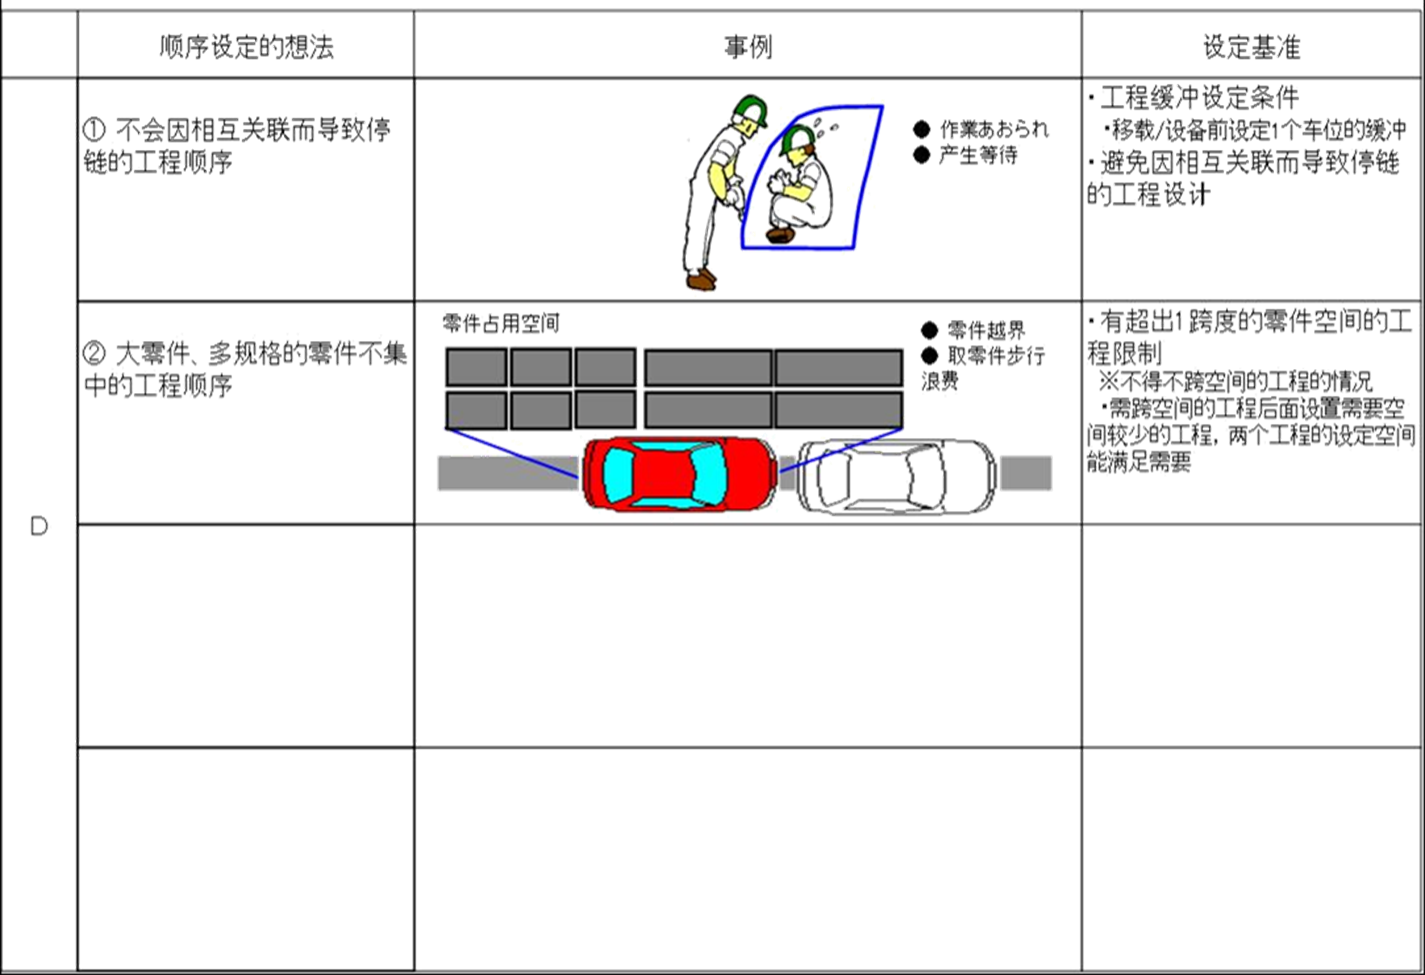 顺序设定的想法
事例
设定基准
D
① 不会因相互关联而导致停
链的工程顺序
● 作業あおられ
● 产生等待
・工程缓冲设定条件
・移载/设备前设定1个车位的缓冲
・避免因相互关联而导致停链
的工程设计
② 大零件、多规格的零件不集
中的工程顺序
零件占用空间
● 零件越界
● 取零件步行
浪费
・有超出1跨度的零件空间的工
程限制
※不得不跨空间的工程的情况
・需跨空间的工程后面设置需要空
间较少的工程，两个工程的设定空间
能满足需要